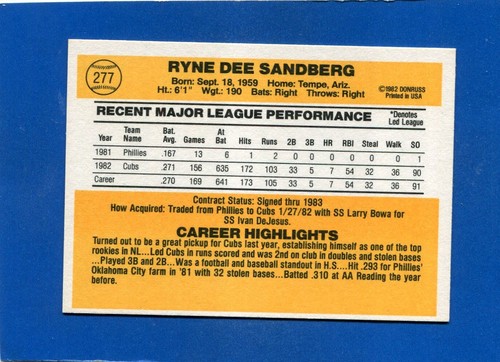 277
RYNE DEE SANDBERG
Born: Sept. 18, 1959 Home: Tempe, Ariz.
Ht.: 6'1" Wgt.: 190 Bats: Right Throws: Right
©1982 DONRUSS
Printed in USA
RECENT MAJOR LEAGUE PERFORMANCE
*Denotes
Led League
Year Team Name Bat. Avg. Games At Bat Hits Runs 2B 3B HR RBI Steal Walk SO
1981 Phillies .167 13 6 1 2 0 0 0 0 0 0 1
1982 Cubs .271 156 635 172 103 33 5 7 54 32 36 90
Career .270 169 641 173 105 33 5 7 54 32 36 91
Contract Status: Signed thru 1983
How Acquired: Traded from Phillies to Cubs 1/27/82 with SS Larry Bowa for
SS Ivan DeJesus.
CAREER HIGHLIGHTS
Turned out to be a great pickup for Cubs last year, establishing himself as one of the top
rookies in NL...Led Cubs in runs scored and was 2nd on club in doubles and stolen bases
...Played 3B and 2B...Was a football and baseball standout in H.S....Hit .293 for Phillies'
Oklahoma City farm in '81 with 32 stolen bases...Batted .310 at AA Reading the year
before.